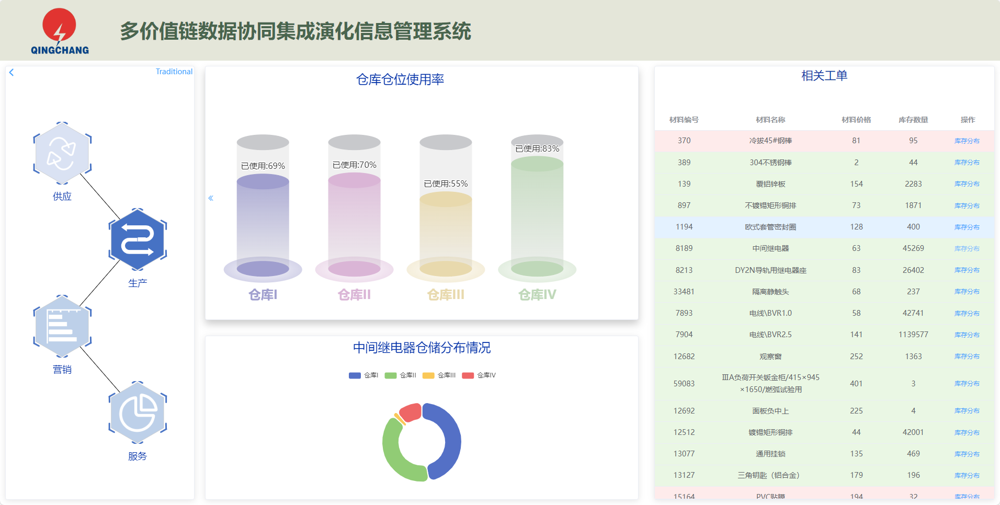 QINGCHANG
多价值链数据协同集成演化信息管理系统
Traditional
供应
生产
营销
服务
仓库仓位使用率
已使用:69%
已使用:70%
已使用:55%
已使用:83%
仓库I
仓库II
仓库III
仓库IV
中间继电器仓储分布情况
仓库I 仓库II 仓库III 仓库IV
相关工单
材料编号 材料名称 材料价格 库存数量 操作
370 冷拔45#钢棒 81 95 库存分布
389 304不锈钢棒 2 44 库存分布
139 覆铝锌板 154 2283 库存分布
897 不镀锡矩形铜排 73 1871 库存分布
1194 欧式套管密封圈 128 400 库存分布
8189 中间继电器 63 45269 库存分布
8213 DY2N导轨用继电器座 83 26402 库存分布
33481 隔离静触头 68 237 库存分布
7893 电线\BVR1.0 58 42741 库存分布
7904 电线\BVR2.5 141 1139577 库存分布
12682 观察窗 252 1363 库存分布
59083 ⅢA负荷开关钣金柜/415×945
×1650/燃弧试验用 401 3 库存分布
12692 面板负中上 225 4 库存分布
12512 镀锡矩形铜排 44 42001 库存分布
13077 通用挂锁 135 469 库存分布
13127 三角钥匙（铝合金） 179 196 库存分布
15164 PVC贴膜 194 32 库存分布